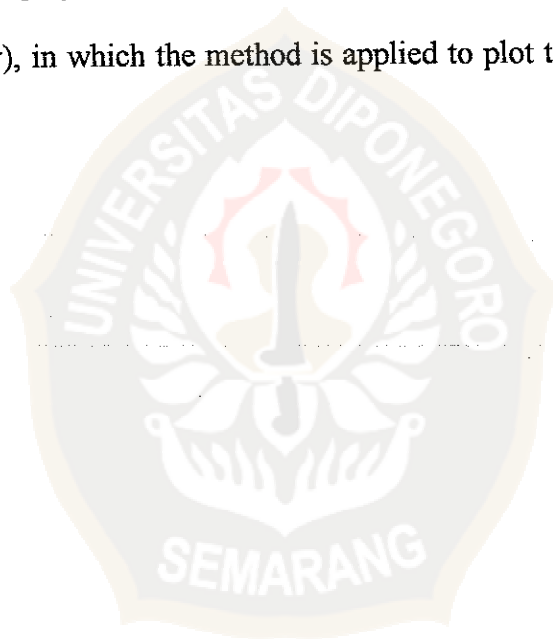 ), in which the method is applied to plot t
UNIVERSITAS DIPONEGORO
SEMARANG